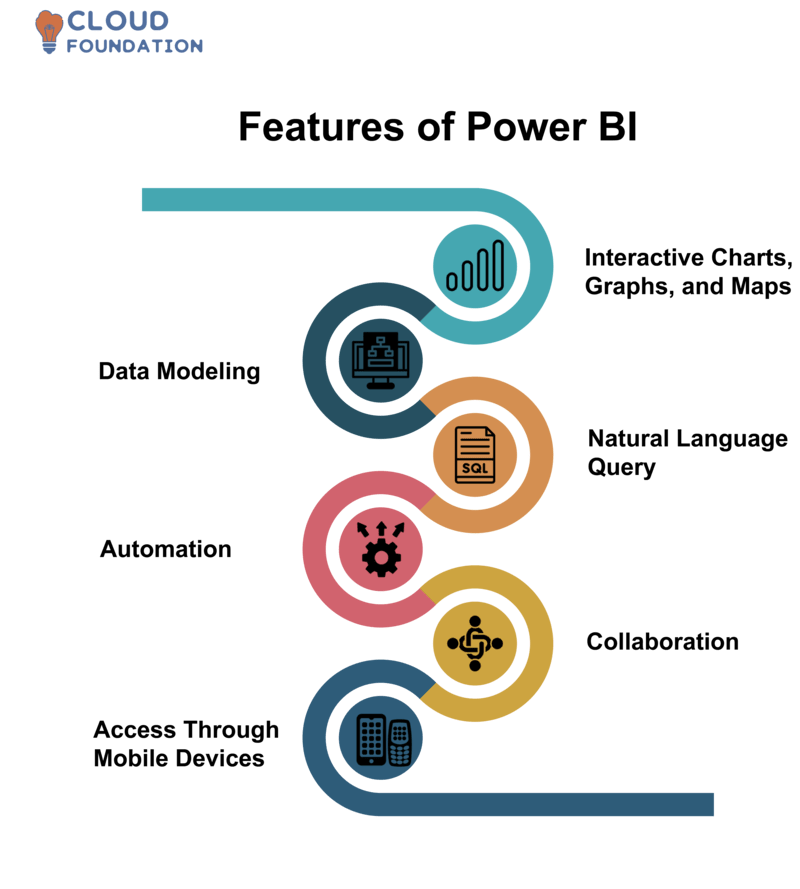 CLOUD
FOUNDATION
Features of Power BI
Interactive Charts,
Graphs, and Maps
Data Modeling
Natural Language
Query
SQL
Automation
Collaboration
Access Through
Mobile Devices